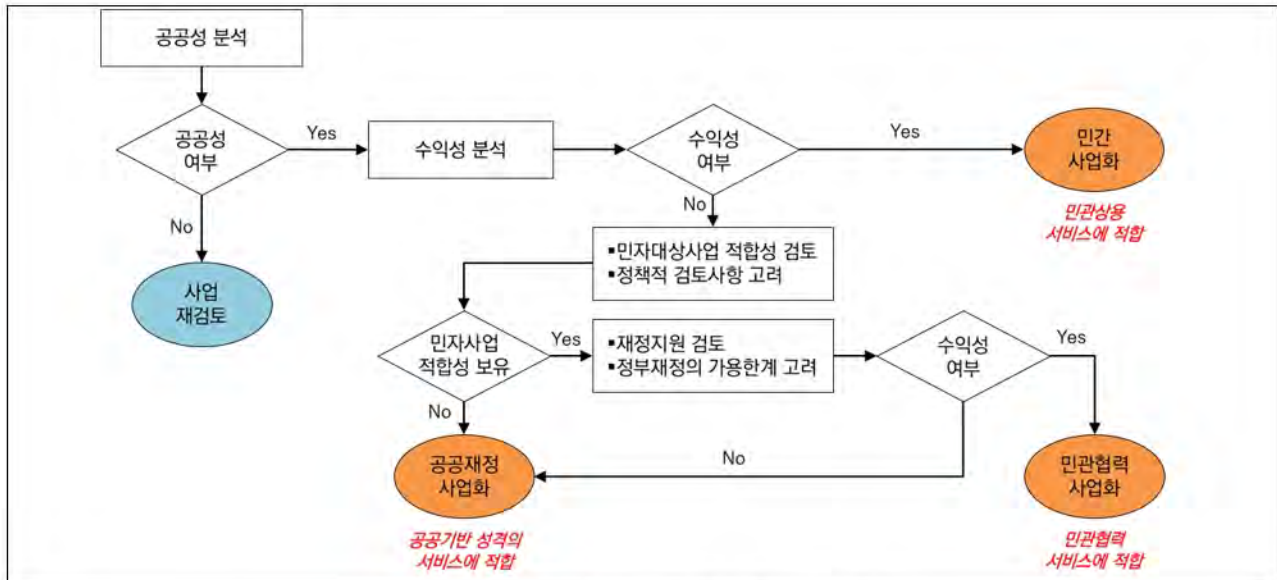 공공성 분석
공공성
여부
Yes
수익성 분석
수익성
여부
Yes
민간
사업화
민관상용
서비스에 적합
No
사업
재검토
No
▪민자대상사업 적합성 검토
▪정책적 검토사항 고려
민자사업
적합성 보유
Yes
▪재정지원 검토
▪정부재정의 가용한계 고려
수익성
여부
Yes
No
공공재정
사업화
No
민관협력
사업화
공공기반 성격의
서비스에 적합
민관협력
서비스에 적합